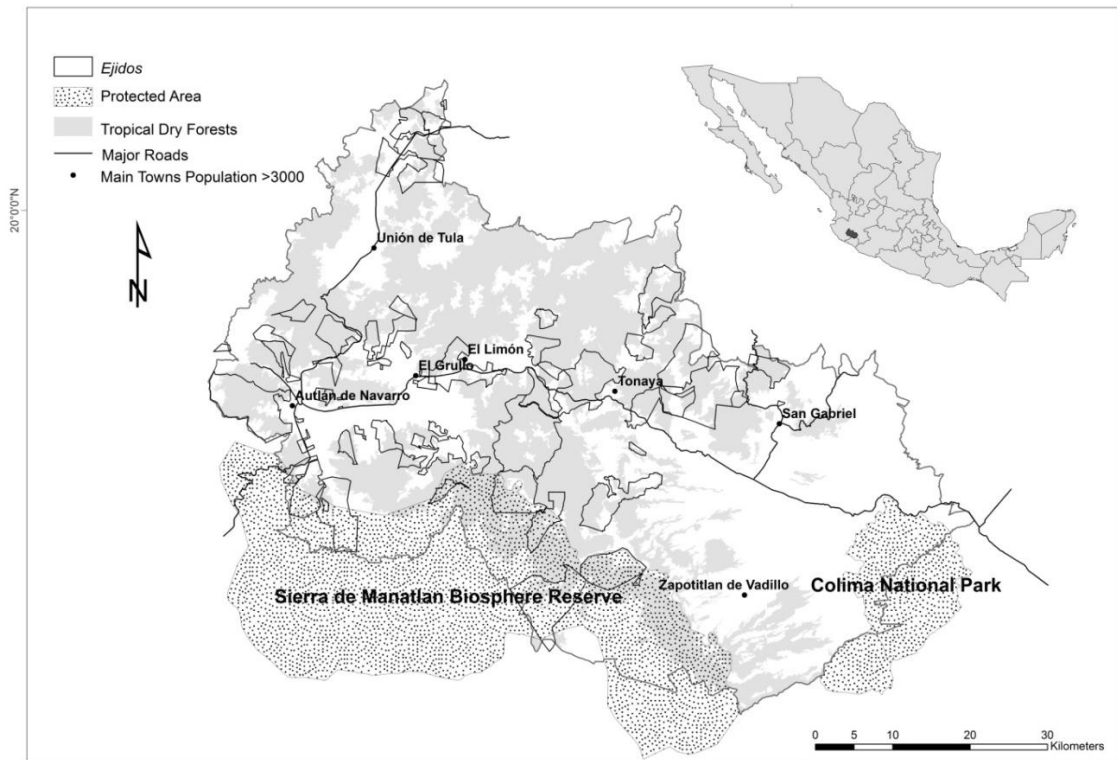 Ejidos
Protected Area
Tropical Dry Forests
Major Roads
Main Towns Population >3000
20°0'0"N
N
Unión de Tula
El Limón
El Grullo
Tonaya
Autlán de Navarro
San Gabriel
Zapotitlan de Vadillo
Colima National Park
Sierra de Manatlan Biosphere Reserve
0 5 10 20 30
Kilometers